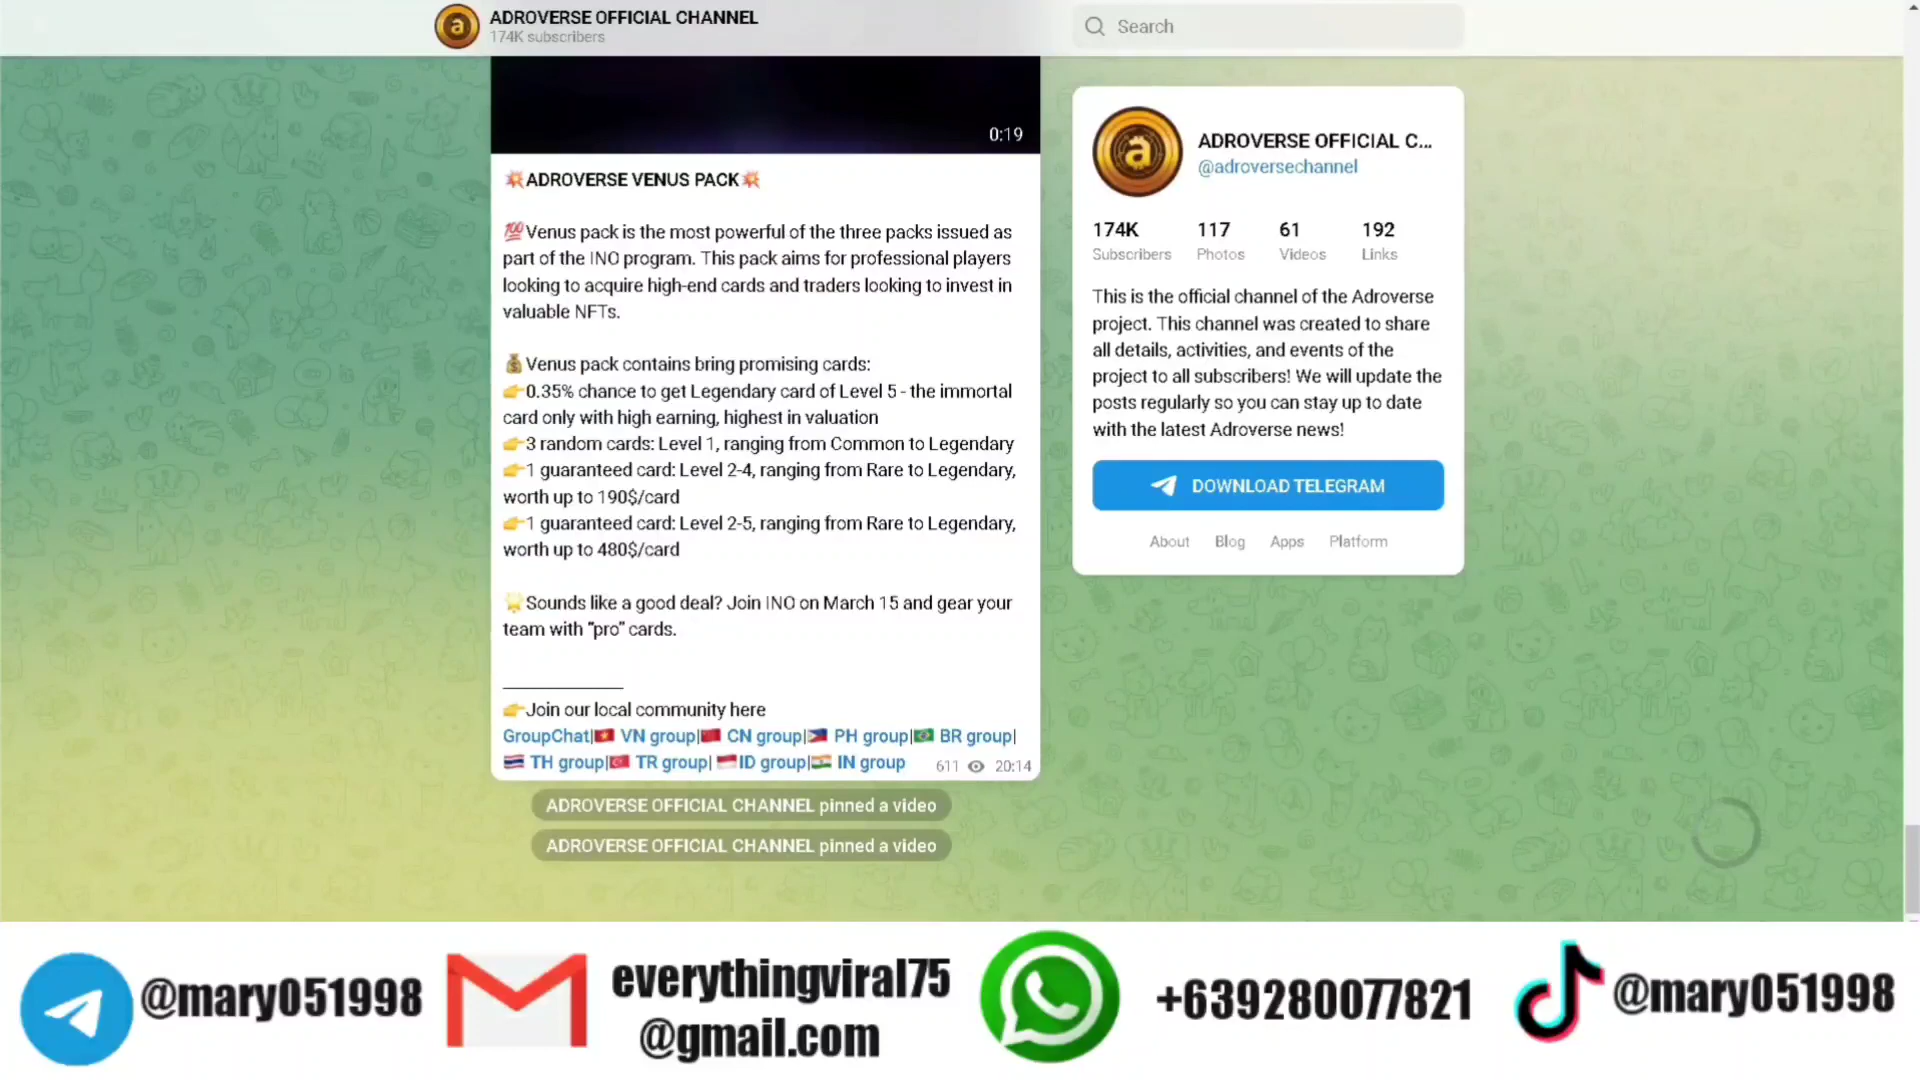 ADROVERSE OFFICIAL CHANNEL
174K subscribers
Search
0:19
💥ADROVERSE VENUS PACK💥
💯Venus pack is the most powerful of the three packs issued as
part of the INO program. This pack aims for professional players
looking to acquire high-end cards and traders looking to invest in
valuable NFTs.
💰Venus pack contains bring promising cards:
👉0.35% chance to get Legendary card of Level 5 - the immortal
card only with high earning, highest in valuation
👉3 random cards: Level 1, ranging from Common to Legendary
👉1 guaranteed card: Level 2-4, ranging from Rare to Legendary,
worth up to 190$/card
👉1 guaranteed card: Level 2-5, ranging from Rare to Legendary,
worth up to 480$/card
🌟Sounds like a good deal? Join INO on March 15 and gear your
team with "pro" cards.
____________
👉Join our local community here
GroupChat|🇻🇳 VN group|🇨🇳 CN group|🇵🇭 PH group|🇧🇷 BR group|
🇹🇭 TH group|🇹🇷 TR group| 🇮🇩ID group|🇮🇳 IN group
611 20:14
ADROVERSE OFFICIAL CHANNEL pinned a video
ADROVERSE OFFICIAL CHANNEL pinned a video
ADROVERSE OFFICIAL C...
@adroversechannel
174K 117 61 192
Subscribers Photos Videos Links
This is the official channel of the Adroverse
project. This channel was created to share
all details, activities, and events of the
project to all subscribers! We will update the
posts regularly so you can stay up to date
with the latest Adroverse news!
DOWNLOAD TELEGRAM
About Blog Apps Platform
@mary051998
everythingviral75
@gmail.com
+639280077821
@mary051998